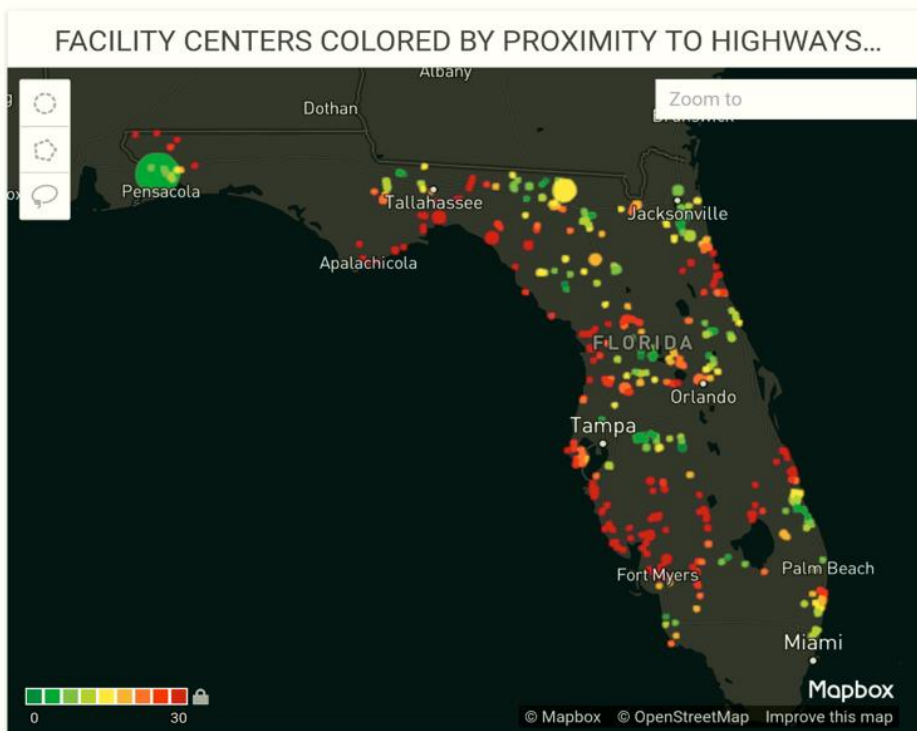 FACILITY CENTERS COLORED BY PROXIMITY TO HIGHWAYS...
Albany
Zoom to
Dothan
Pensacola
Tallahassee
Jacksonville
Apalachicola
FLORIDA
Orlando
Tampa
Palm Beach
Fort Myers
Miami
Mapbox
0 30
© Mapbox © OpenStreetMap Improve this map